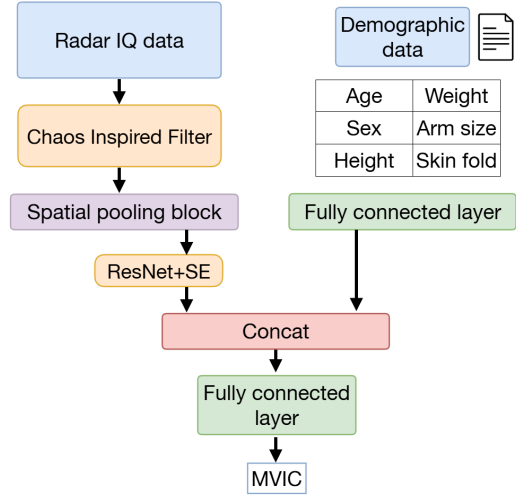 Radar IQ data
Demographic
data
Age Weight
Chaos Inspired Filter
Sex Arm size
Height Skin fold
Spatial pooling block
Fully connected layer
ResNet+SE
Concat
Fully connected
layer
MVIC